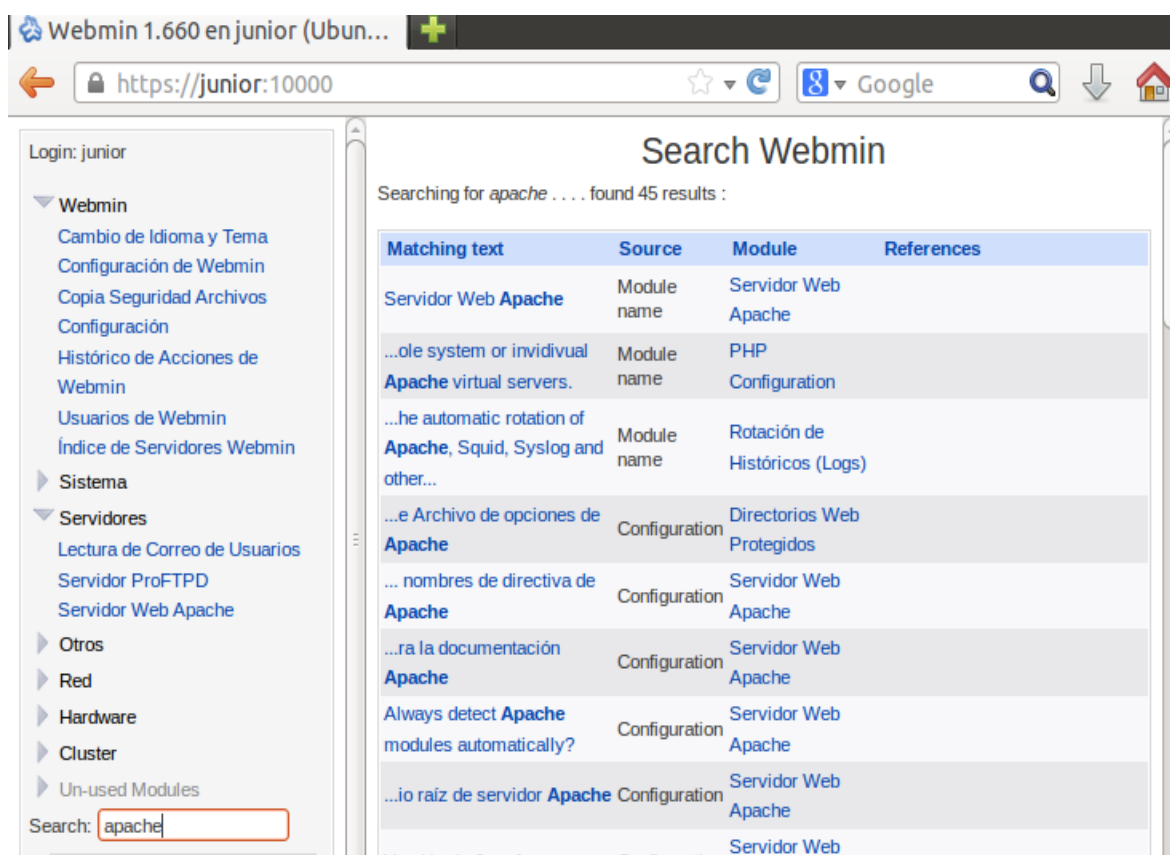 Webmin 1.660 en junior (Ubun...
https://junior:10000
Google
Login: junior
Webmin
Cambio de Idioma y Tema
Configuración de Webmin
Copia Seguridad Archivos
Configuración
Histórico de Acciones de
Webmin
Usuarios de Webmin
Índice de Servidores Webmin
Sistema
Servidores
Lectura de Correo de Usuarios
Servidor ProFTPD
Servidor Web Apache
Otros
Red
Hardware
Cluster
Un-used Modules
Search: apache
Search Webmin
Searching for apache . . . . found 45 results :
Matching text Source Module References
Servidor Web Apache
Module
name
Servidor Web
Apache
...ole system or invidivual
Apache virtual servers.
Module
name
PHP
Configuration
...he automatic rotation of
Apache, Squid, Syslog and
other...
Module
name
Rotación de
Históricos (Logs)
...e Archivo de opciones de
Apache
Configuration
Directorios Web
Protegidos
... nombres de directiva de
Apache
Configuration
Servidor Web
Apache
...ra la documentación
Apache
Configuration
Servidor Web
Apache
Always detect Apache
modules automatically?
Configuration
Servidor Web
Apache
...io raíz de servidor Apache
Configuration
Servidor Web
Apache
Servidor Web